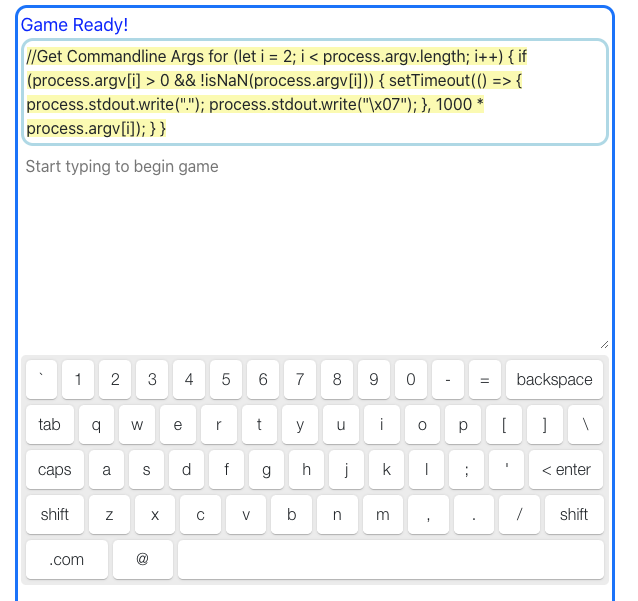 Game Ready!
//Get Commandline Args for (let i = 2; i < process.argv.length; i++) { if
(process.argv[i] > 0 && !isNaN(process.argv[i])) { setTimeout(() => {
process.stdout.write("."); process.stdout.write("\x07"); }, 1000 *
process.argv[i]); } }
Start typing to begin game
` 1 2 3 4 5 6 7 8 9 0 - = backspace
tab q w e r t y u i o p [ ] \
caps a s d f g h j k l ; ' < enter
shift z x c v b n m , . / shift
.com @